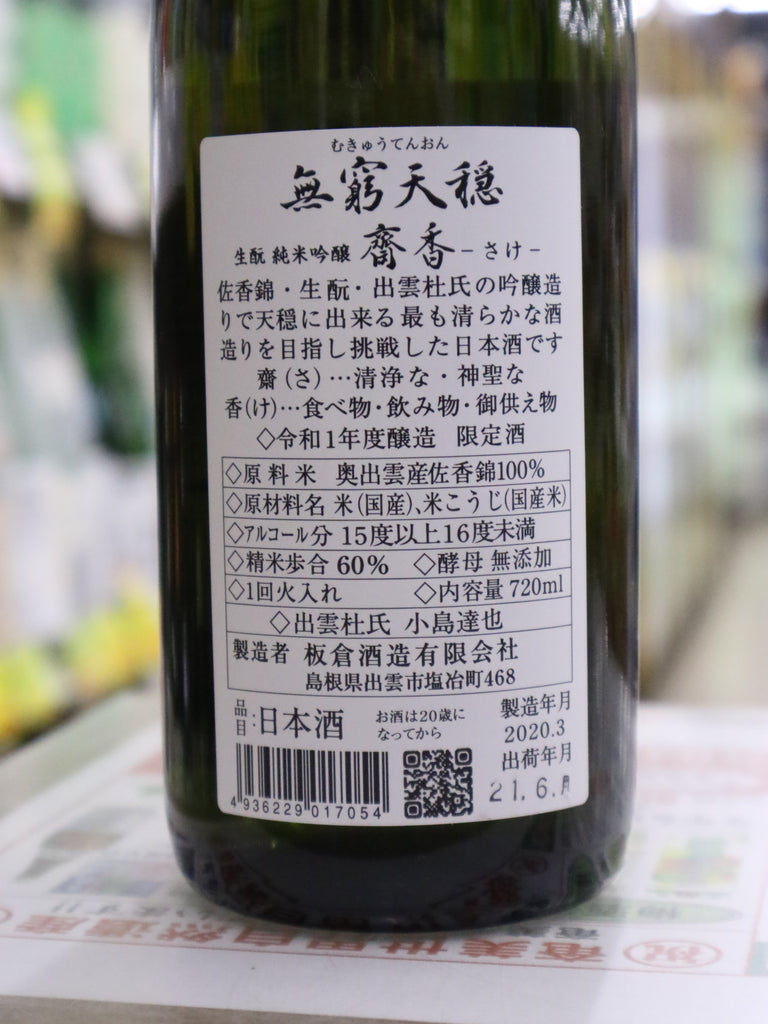 むきゅうてんおん
無窮天穏
生酛 純米吟醸 齋香 －さけ－
佐香錦・生酛・出雲杜氏の吟醸造
りで天穏に出来る最も清らかな酒
造りを目指し挑戦した日本酒です
齋（さ）…清浄な・神聖な
香(け)…食べ物・飲み物・御供え物
◇令和1年度醸造 限定酒
◇原料米 奥出雲産佐香錦100%
◇原材料名 米(国産)、米こうじ(国産米)
◇アルコール分 15度以上16度未満
◇精米歩合 60% ◇酵母 無添加
◇1回火入れ ◇内容量 720ml
◇出雲杜氏 小島達也
製造者 板倉酒造有限会社
島根県出雲市塩冶町468
品目:日本酒
お酒は20歳に
なってから
製造年月
2020.3
出荷年月
21.6.月
4 936229 017054
祝 奄美世界自然遺産